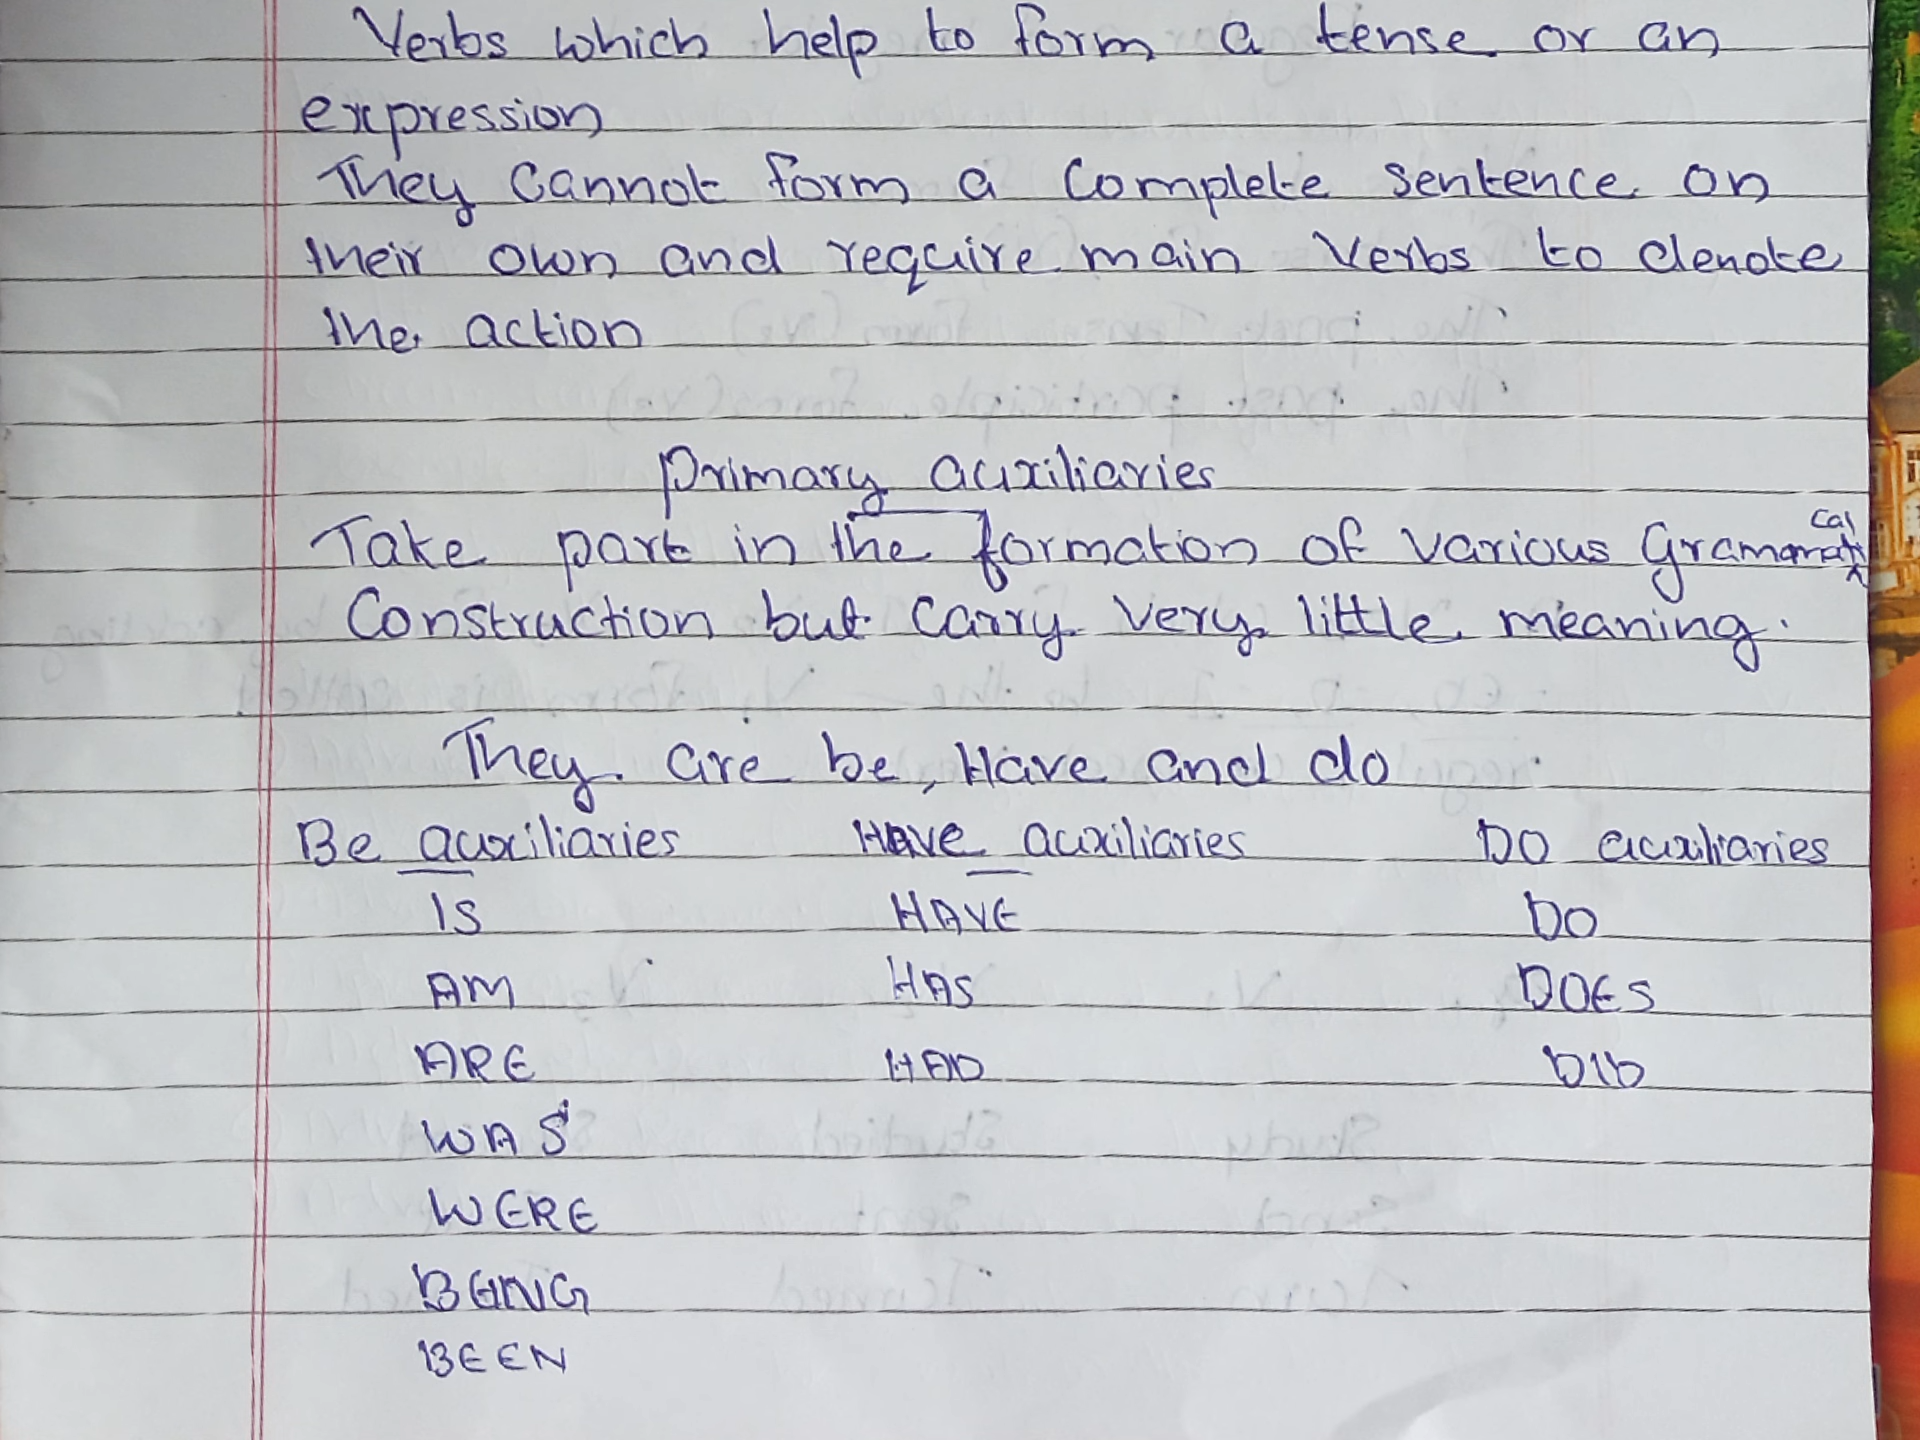 Verbs which help to form a tense or an
expression
They cannot form a complete sentence on
their own and require main verbs to denote
the action
primary auxiliaries
Take part in the formation of various Grammatical
Construction but carry very little meaning.
They are be, Have and do
Be auxiliaries Have auxiliaries DO auxiliaries
IS HAVE DO
AM HAS DOES
ARE HAD DID
WAS
WERE
BEING
BEEN